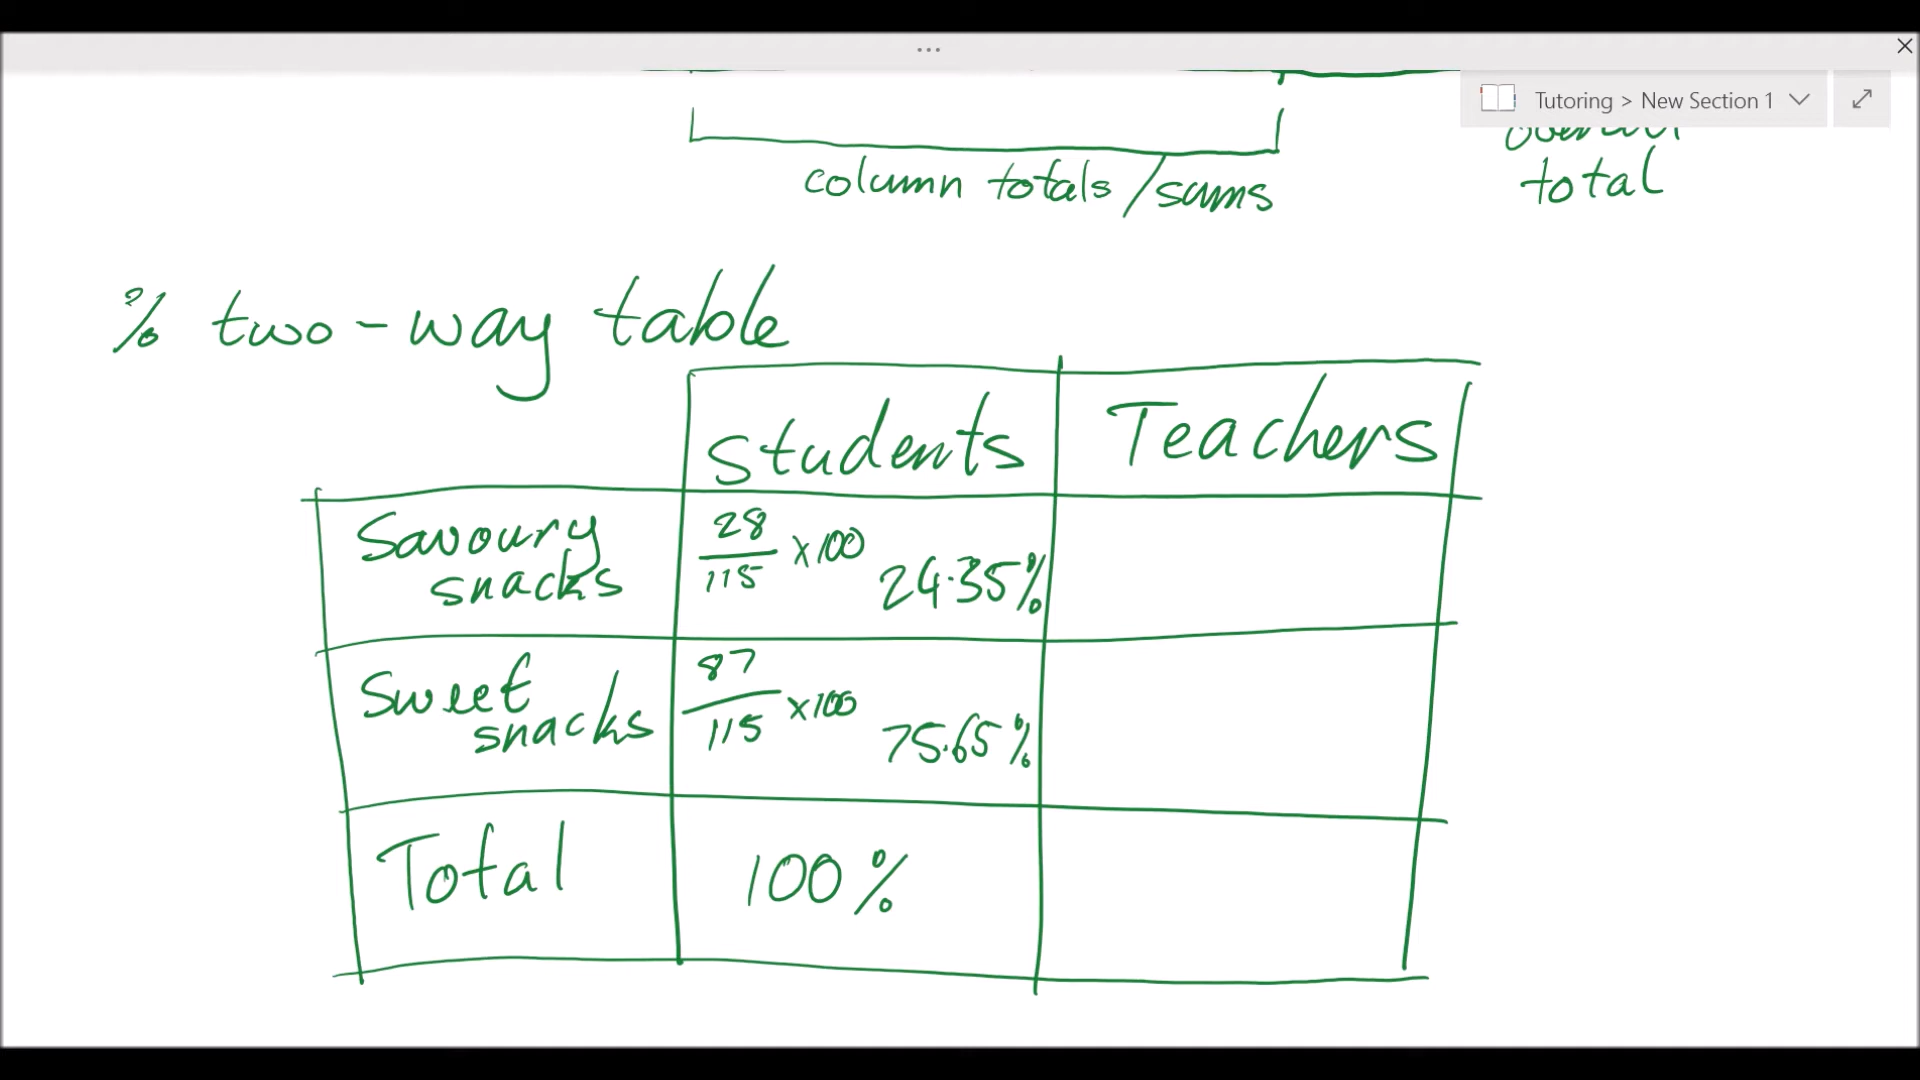 ...
Tutoring > New Section 1
column totals/sums
total
% two-way table
Students Teachers
Savoury snacks
28/115 x100 24.35%
Sweet snacks
87/115 x100 75.65%
Total 100%